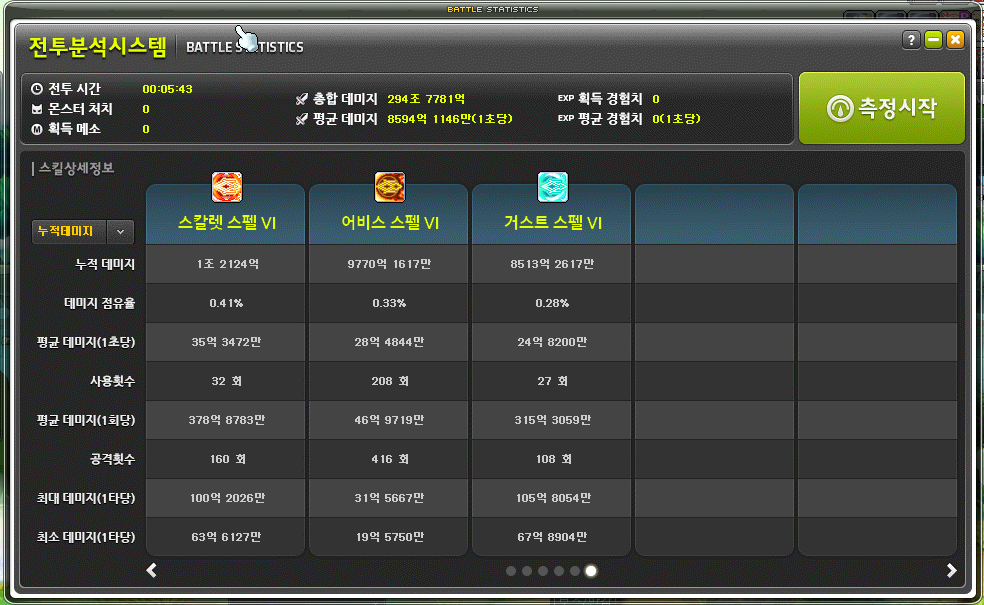 BATTLE STATISTICS
전투분석시스템 BATTLE STATISTICS
전투 시간 00:05:43
몬스터 처치 0
획득 메소 0
총합 데미지 294조 7781억
평균 데미지 8594억 1146만(1초당)
EXP 획득 경험치 0
EXP 평균 경험치 0(1초당)
측정시작
스킬상세정보
스칼렛 스펠 VI 어비스 스펠 VI 거스트 스펠 VI
누적데미지
누적 데미지 1조 2124억 9770억 1617만 8513억 2617만
데미지 점유율 0.41% 0.33% 0.28%
평균 데미지(1초당) 35억 3472만 28억 4844만 24억 8200만
사용횟수 32 회 208 회 27 회
평균 데미지(1회당) 378억 8783만 46억 9719만 315억 3059만
공격횟수 160 회 416 회 108 회
최대 데미지(1타당) 100억 2026만 31억 5667만 105억 8054만
최소 데미지(1타당) 63억 6127만 19억 5750만 67억 8904만